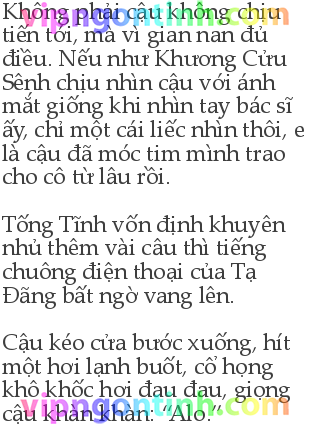 Không phải cậu không chịu
tiến tới, mà vì gian nan đủ
điều. Nếu như Khương Cửu
Sênh chịu nhìn cậu với ánh
mắt giống khi nhìn tay bác sĩ
ấy, chỉ một cái liếc nhìn thôi, e
là cậu đã móc tim mình trao
cho cô từ lâu rồi.
Tống Tĩnh vốn định khuyên
nhủ thêm vài câu thì tiếng
chuông điện thoại của Tạ
Đãng bất ngờ vang lên.
Cậu kéo cửa bước xuống, hít
một hơi lạnh buốt, cổ họng
khô khốc hơi đau đau, giọng
cậu khàn khàn: “Alo.”
vipngontinh.com
vipngontinh.com